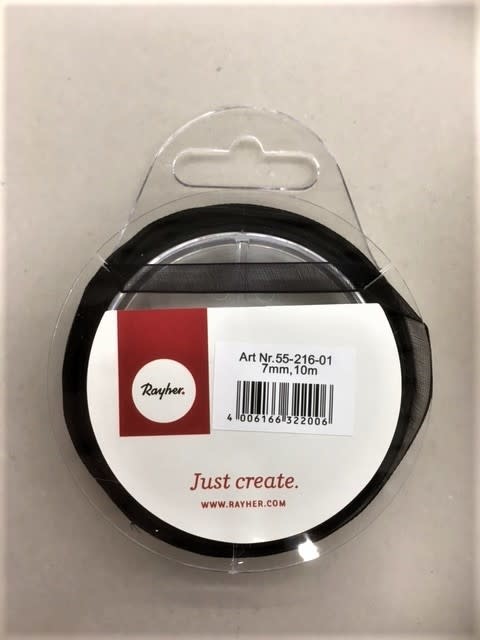 Art Nr.55-216-01
7mm,10m
Rayher.
4 006166 322006
Just create.
WWW.RAYHER.COM